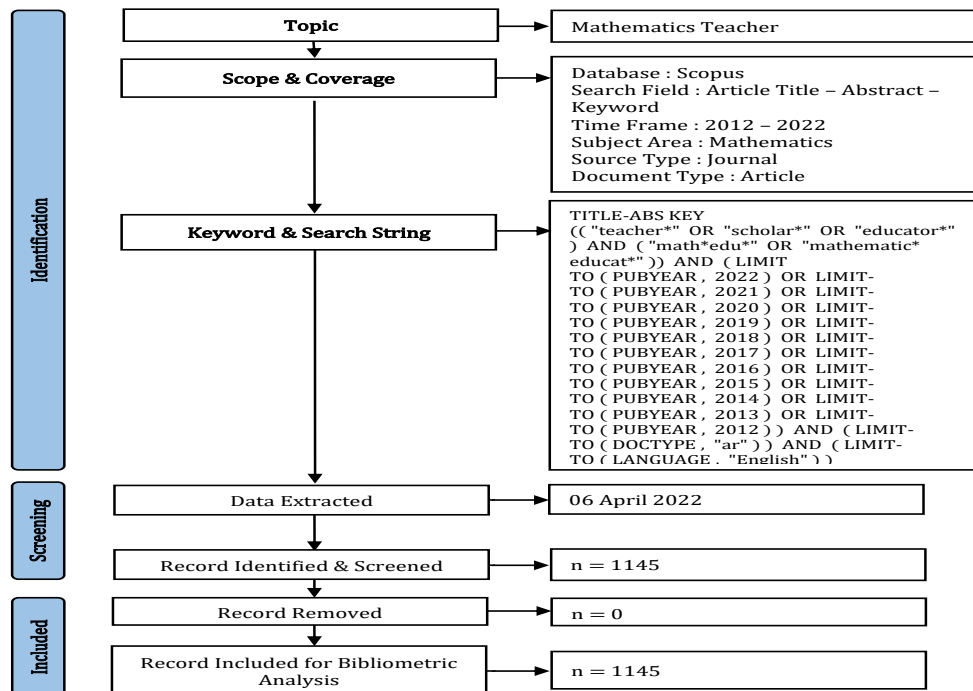 Identification
Topic
Mathematics Teacher
Scope & Coverage
Database : Scopus
Search Field : Article Title – Abstract –
Keyword
Time Frame : 2012 – 2022
Subject Area : Mathematics
Source Type : Journal
Document Type : Article
Keyword & Search String
TITLE-ABS KEY
(( "teacher*" OR "scholar*" OR "educator*"
) AND ( "math*edu*" OR "mathematic*
educat*" )) AND ( LIMIT
TO ( PUBYEAR , 2022 ) OR LIMIT-
TO ( PUBYEAR , 2021 ) OR LIMIT-
TO ( PUBYEAR , 2020 ) OR LIMIT-
TO ( PUBYEAR , 2019 ) OR LIMIT-
TO ( PUBYEAR , 2018 ) OR LIMIT-
TO ( PUBYEAR , 2017 ) OR LIMIT-
TO ( PUBYEAR , 2016 ) OR LIMIT-
TO ( PUBYEAR , 2015 ) OR LIMIT-
TO ( PUBYEAR , 2014 ) OR LIMIT-
TO ( PUBYEAR , 2013 ) OR LIMIT-
TO ( PUBYEAR , 2012 )) AND ( LIMIT-
TO ( DOCTYPE , "ar" )) AND ( LIMIT-
TO ( LANGUAGE , "English" ) )
Screening
Data Extracted
06 April 2022
Record Identified & Screened
n = 1145
Included
Record Removed
n = 0
Record Included for Bibliometric
Analysis
n = 1145